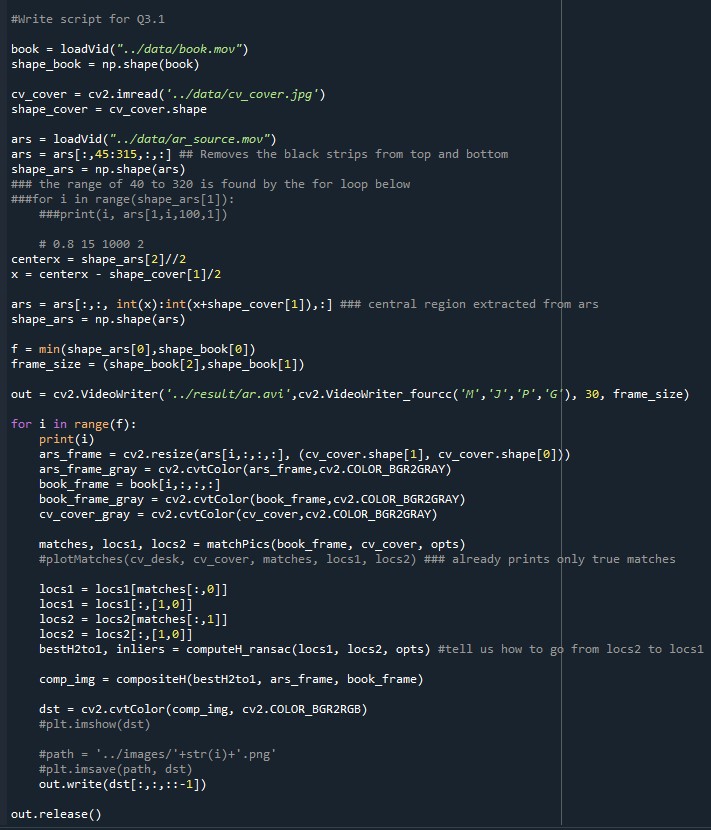 #Write script for Q3.1
book = loadVid("../data/book.mov")
shape_book = np.shape(book)
cv_cover = cv2.imread('../data/cv_cover.jpg')
shape_cover = cv_cover.shape
ars = loadVid("../data/ar_source.mov")
ars = ars[:,45:315,:,:] ## Removes the black strips from top and bottom
shape_ars = np.shape(ars)
### the range of 40 to 320 is found by the for loop below
###for i in range(shape_ars[1]):
    ###print(i, ars[1,i,100,1])
    # 0.8 15 1000 2
centerx = shape_ars[2]//2
x = centerx - shape_cover[1]/2
ars = ars[:,:, int(x):int(x+shape_cover[1]),:] ### central region extracted from ars
shape_ars = np.shape(ars)
f = min(shape_ars[0],shape_book[0])
frame_size = (shape_book[2],shape_book[1])
out = cv2.VideoWriter('../result/ar.avi',cv2.VideoWriter_fourcc('M','J','P','G'), 30, frame_size)
for i in range(f):
    print(i)
    ars_frame = cv2.resize(ars[i,:,:,:], (cv_cover.shape[1], cv_cover.shape[0]))
    ars_frame_gray = cv2.cvtColor(ars_frame,cv2.COLOR_BGR2GRAY)
    book_frame = book[i,:,:,:]
    book_frame_gray = cv2.cvtColor(book_frame,cv2.COLOR_BGR2GRAY)
    cv_cover_gray = cv2.cvtColor(cv_cover,cv2.COLOR_BGR2GRAY)
    matches, locs1, locs2 = matchPics(book_frame, cv_cover, opts)
    #plotMatches(cv_desk, cv_cover, matches, locs1, locs2) ### already prints only true matches
    locs1 = locs1[matches[:,0]]
    locs1 = locs1[:,[1,0]]
    locs2 = locs2[matches[:,1]]
    locs2 = locs2[:,[1,0]]
    bestH2to1, inliers = computeH_ransac(locs1, locs2, opts) #tell us how to go from locs2 to locs1
    comp_img = compositeH(bestH2to1, ars_frame, book_frame)
    dst = cv2.cvtColor(comp_img, cv2.COLOR_BGR2RGB)
    #plt.imshow(dst)
    #path = '../images/'+str(i)+'.png'
    #plt.imsave(path, dst)
    out.write(dst[:,:,::-1])
out.release()